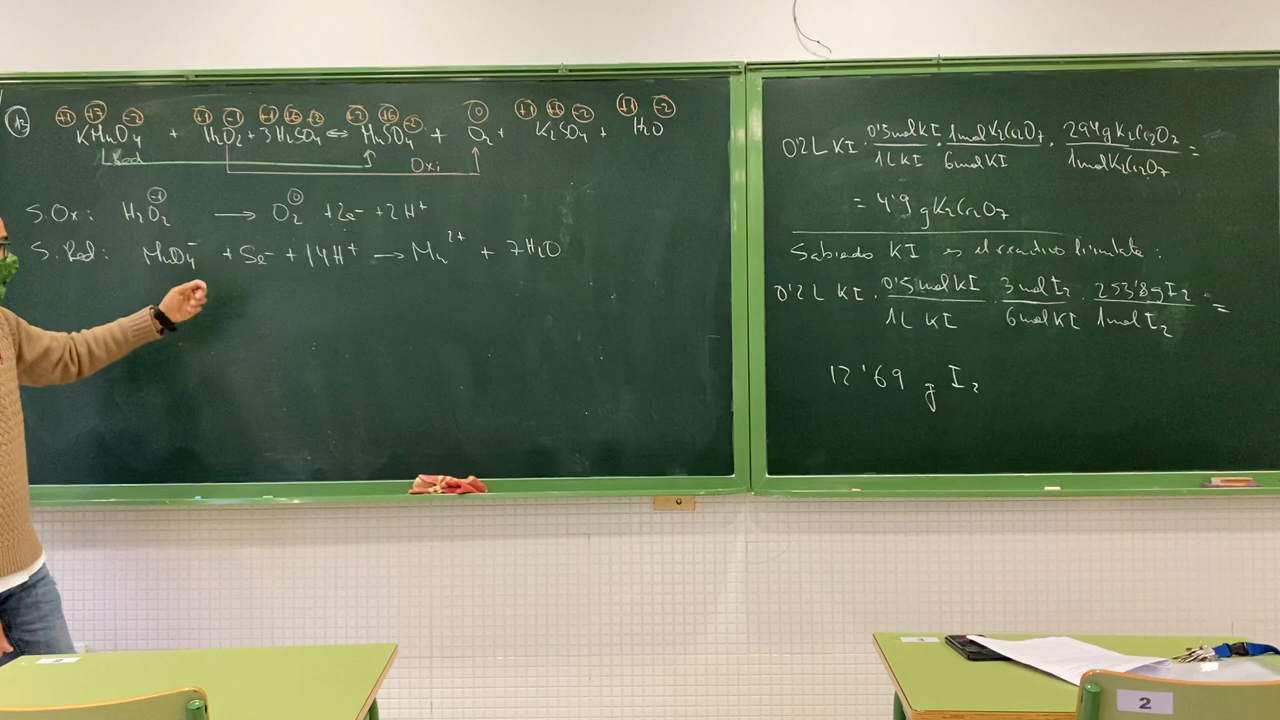 13 KMnO4 + H2O2 + 3H2SO4 ⇔ MnSO4 + O2 + K2SO4 + H2O
+1 +7 -2 +1 -1 +1 +6 -2 +2 +6 -2 0 +1 +6 -2 +1 -2
Red Oxi
S.Ox: H2O2 → O2 + 2e- + 2H+
-1 0
S.Red: MnO4- + 5e- + 14H+ → Mn2+ + 7H2O
0'2 L KI · 0'5 mol KI / 1 L KI · 1 mol K2Cr2O7 / 6 mol KI · 294 g K2Cr2O7 / 1 mol K2Cr2O7 =
= 4'9 g K2Cr2O7
Sabiendo KI es el reactivo limitante:
0'2 L KI · 0'5 mol KI / 1 L KI · 3 mol I2 / 6 mol KI · 253'8 g I2 / 1 mol I2 =
12'69 g I2
2